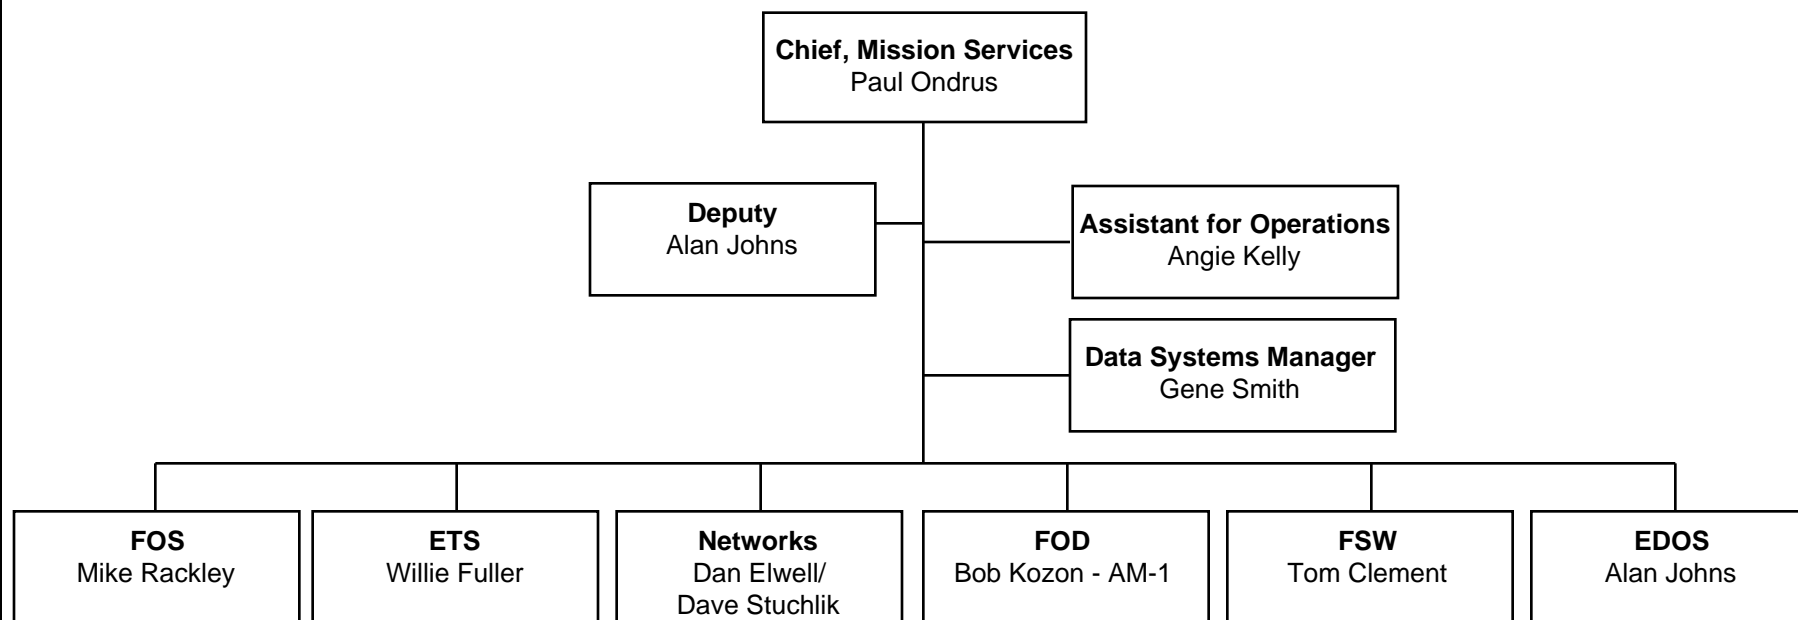 Chief, Mission Services
Paul Ondrus
Deputy
Alan Johns
Assistant for Operations
Angie Kelly
Data Systems Manager
Gene Smith
FOS
Mike Rackley
ETS
Willie Fuller
Networks
Dan Elwell/
Dave Stuchlik
FOD
Bob Kozon - AM-1
FSW
Tom Clement
EDOS
Alan Johns